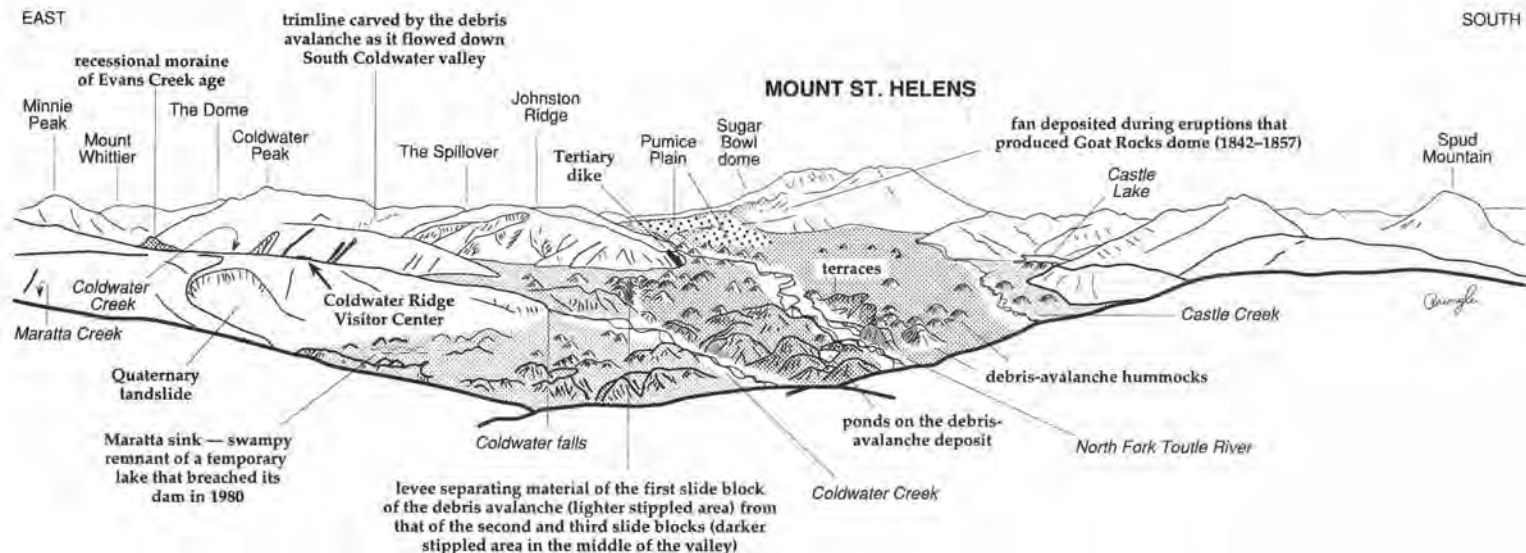 EAST
SOUTH
trimline carved by the debris
avalanche as it flowed down
South Coldwater valley
recessional moraine
of Evans Creek age
MOUNT ST. HELENS
Minnie
Peak
Mount
Whittier
The Dome
Coldwater
Peak
The Spillover
Johnston
Ridge
Tertiary
dike
Pumice
Plain
Sugar
Bowl
dome
fan deposited during eruptions that
produced Goat Rocks dome (1842–1857)
Castle
Lake
Spud
Mountain
terraces
Coldwater
Creek
Maratta Creek
Coldwater Ridge
Visitor Center
Castle Creek
Quaternary
landslide
debris-avalanche hummocks
Maratta sink — swampy
remnant of a temporary
lake that breached its
dam in 1980
Coldwater falls
ponds on the debris-
avalanche deposit
North Fork Toutle River
levee separating material of the first slide block
of the debris avalanche (lighter stippled area) from
that of the second and third slide blocks (darker
stippled area in the middle of the valley)
Coldwater Creek